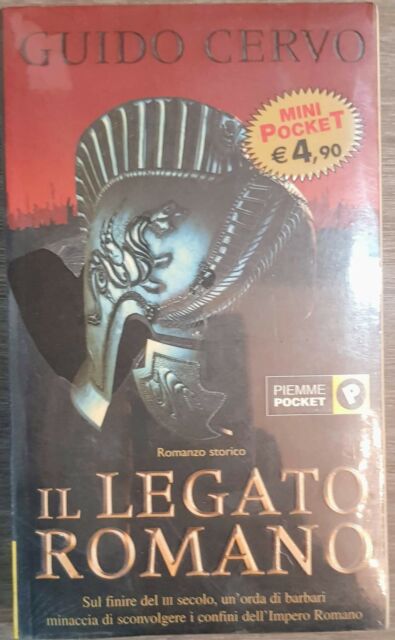 GUIDO CERVO
MINI
POCKET
€ 4,90
PIEMME
POCKET
P
Romanzo storico
IL LEGATO
ROMANO
Sul finire del III secolo, un'orda di barbari
minaccia di sconvolgere i confini dell'Impero Romano